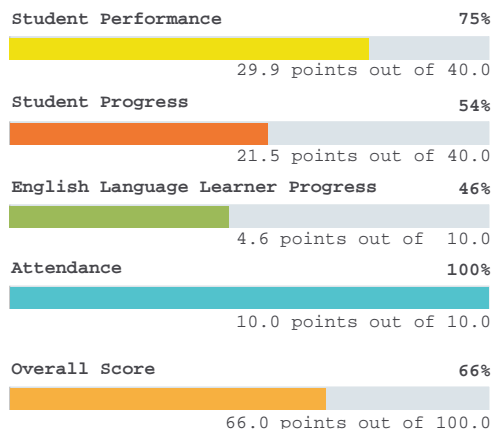 Student Performance 75%
29.9 points out of 40.0
Student Progress 54%
21.5 points out of 40.0
English Language Learner Progress 46%
4.6 points out of 10.0
Attendance 100%
10.0 points out of 10.0
Overall Score 66%
66.0 points out of 100.0